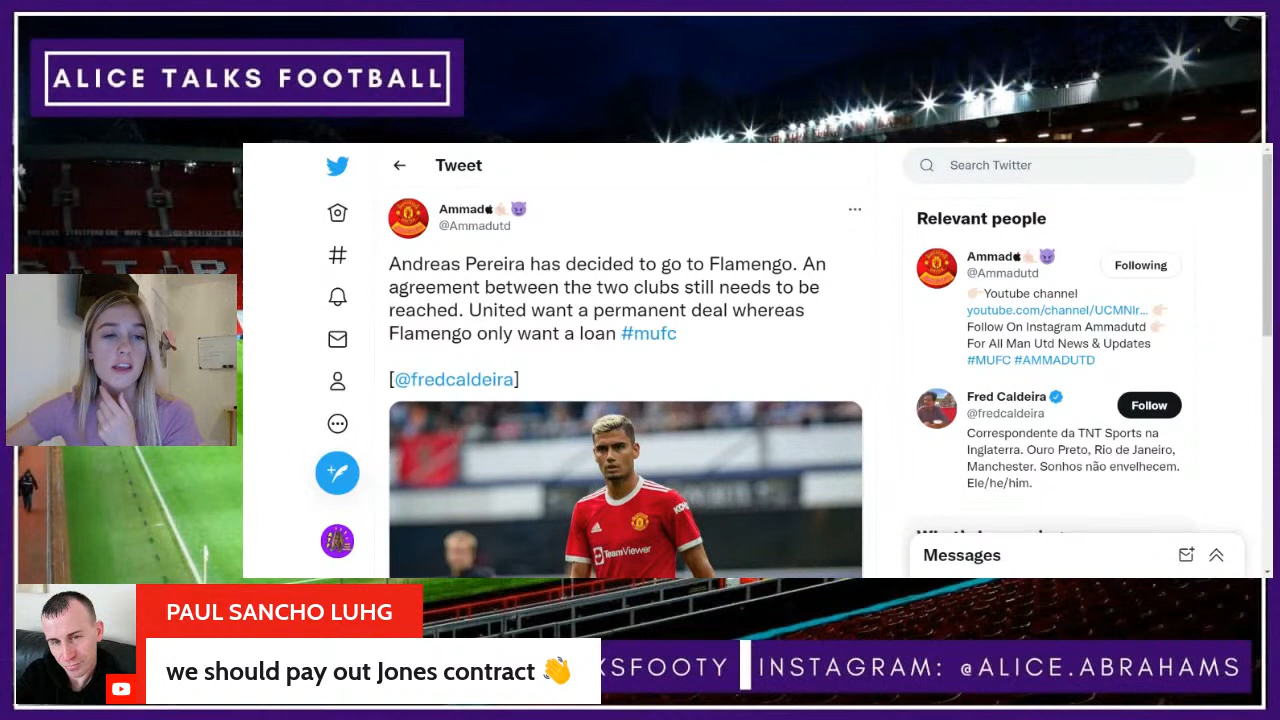 ALICE TALKS FOOTBALL
Tweet
Search Twitter
Ammad
@Ammadutd
Andreas Pereira has decided to go to Flamengo. An
agreement between the two clubs still needs to be
reached. United want a permanent deal whereas
Flamengo only want a loan #mufc
[@fredcaldeira]
KOHL
TeamViewer
Relevant people
Ammad
@Ammadutd
Following
👉🏻Youtube channel
youtube.com/channel/UCMNIr... 👉🏻
Follow On Instagram Ammadutd 👉🏻
For All Man Utd News & Updates
#MUFC #AMMADUTD
Fred Caldeira
@fredcaldeira
Follow
Correspondente da TNT Sports na
Inglaterra. Ouro Preto, Rio de Janeiro,
Manchester. Sonhos não envelhecem.
Ele/he/him.
Messages
PAUL SANCHO LUHG
we should pay out Jones contract 👋
KSFOOTY
INSTAGRAM: @ALICE.ABRAHAMS